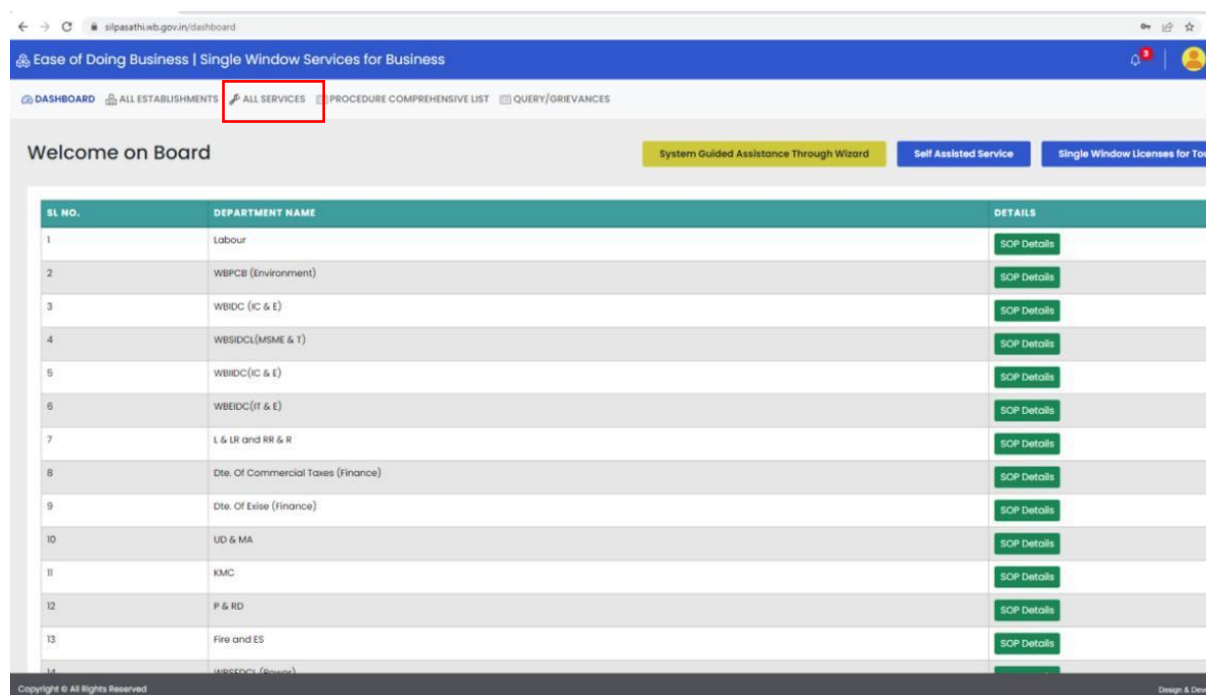 silpasathi.wb.gov.in/dashboard
Ease of Doing Business | Single Window Services for Business
3
DASHBOARD ALL ESTABLISHMENTS ALL SERVICES PROCEDURE COMPREHENSIVE LIST QUERY/GRIEVANCES
Welcome on Board
System Guided Assistance Through Wizard Self Assisted Service Single Window Licenses for Tou
SL NO. DEPARTMENT NAME DETAILS
1 Labour SOP Details
2 WBPCB (Environment) SOP Details
3 WBIDC (IC & E) SOP Details
4 WBSIDCL(MSME & T) SOP Details
5 WBIIDC(IC & E) SOP Details
6 WBEIDC(IT & E) SOP Details
7 L & LR and RR & R SOP Details
8 Dte. Of Commercial Taxes (Finance) SOP Details
9 Dte. Of Exise (Finance) SOP Details
10 UD & MA SOP Details
11 KMC SOP Details
12 P & RD SOP Details
13 Fire and ES SOP Details
14 WBSEDCL (Power)
Copyright © All Rights Reserved Design & Deve